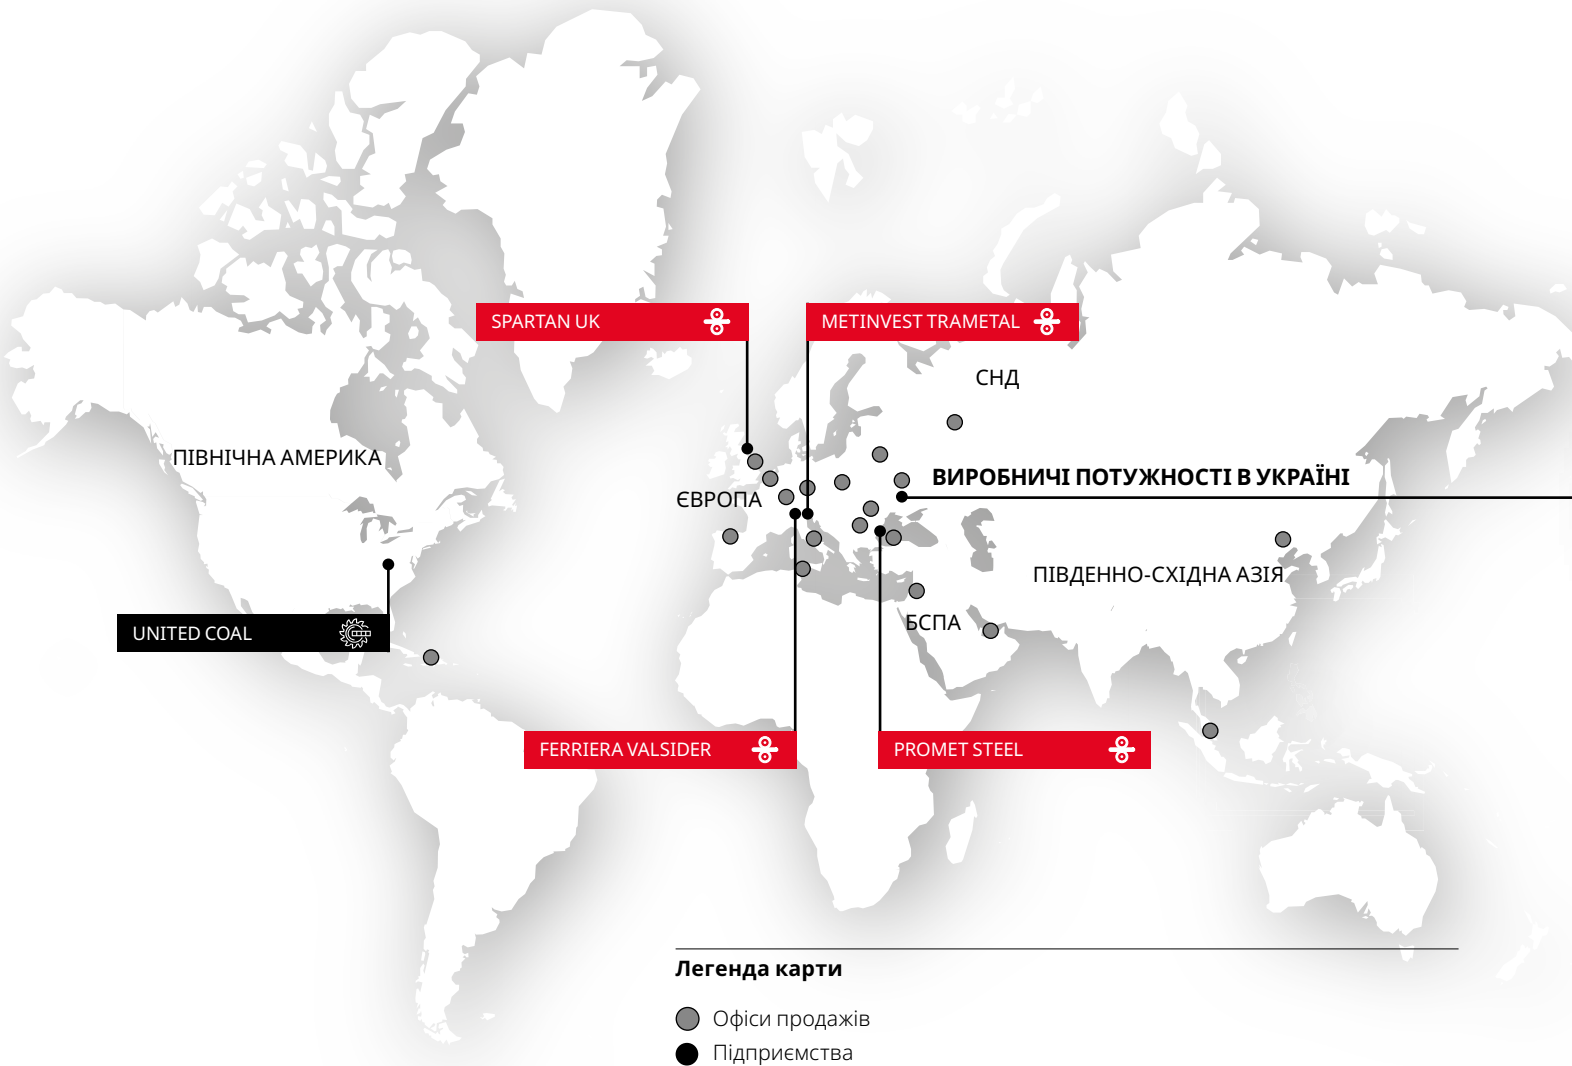 SPARTAN UK
METINVEST TRAMETAL
СНД
ПІВНІЧНА АМЕРИКА
ЄВРОПА
ВИРОБНИЧІ ПОТУЖНОСТІ В УКРАЇНІ
ПІВДЕННО-СХІДНА АЗІЯ
БСПА
UNITED COAL
FERRIERA VALSIDER
PROMET STEEL
Легенда карти
Офіси продажів
Підприємства